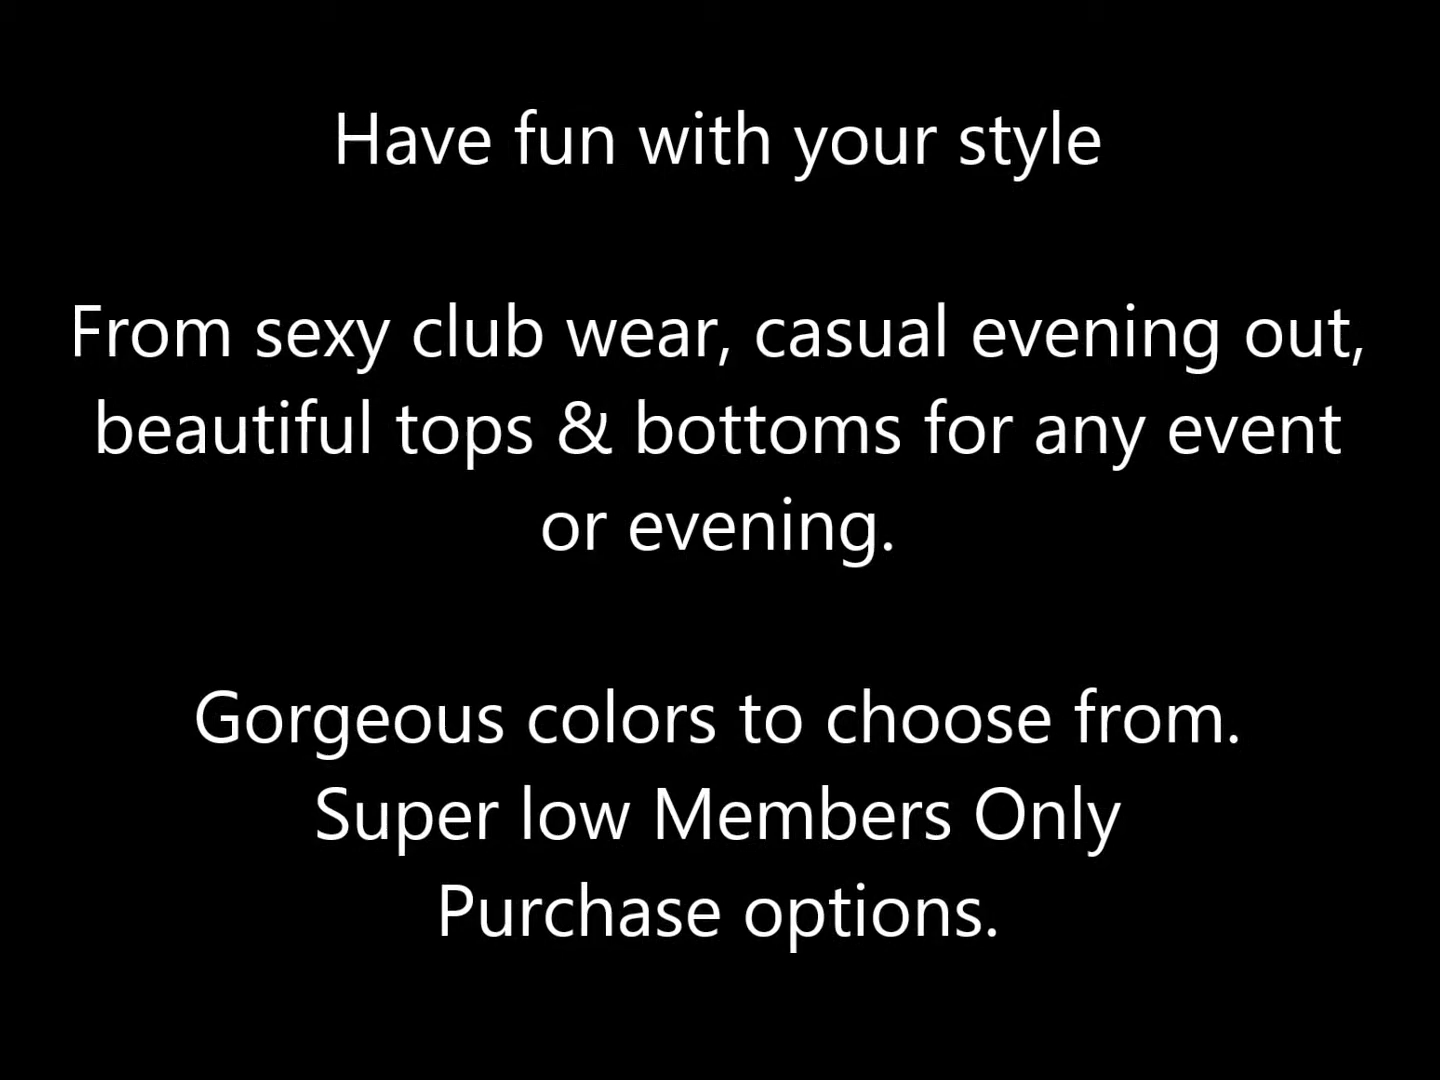 Have fun with your style
From sexy club wear, casual evening out,
beautiful tops & bottoms for any event
or evening.
Gorgeous colors to choose from.
Super low Members Only
Purchase options.